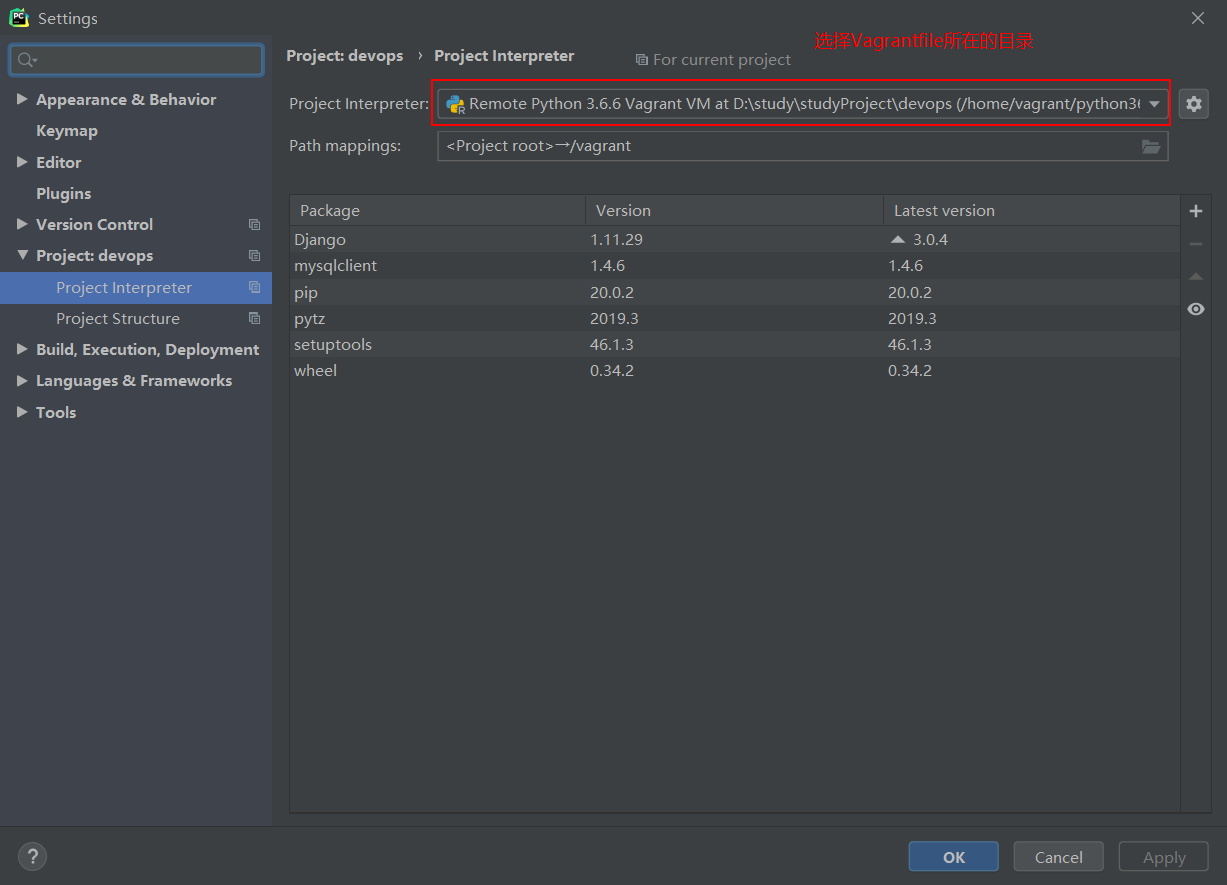 Settings
选择Vagrantfile所在的目录
Project: devops › Project Interpreter
For current project
Appearance & Behavior
Keymap
Editor
Plugins
Version Control
Project: devops
Project Interpreter
Project Structure
Build, Execution, Deployment
Languages & Frameworks
Tools
Project Interpreter: Remote Python 3.6.6 Vagrant VM at D:\study\studyProject\devops (/home/vagrant/python36
Path mappings: <Project root>→/vagrant
Package Version Latest version
Django 1.11.29 3.0.4
mysqlclient 1.4.6 1.4.6
pip 20.0.2 20.0.2
pytz 2019.3 2019.3
setuptools 46.1.3 46.1.3
wheel 0.34.2 0.34.2
? OK Cancel Apply